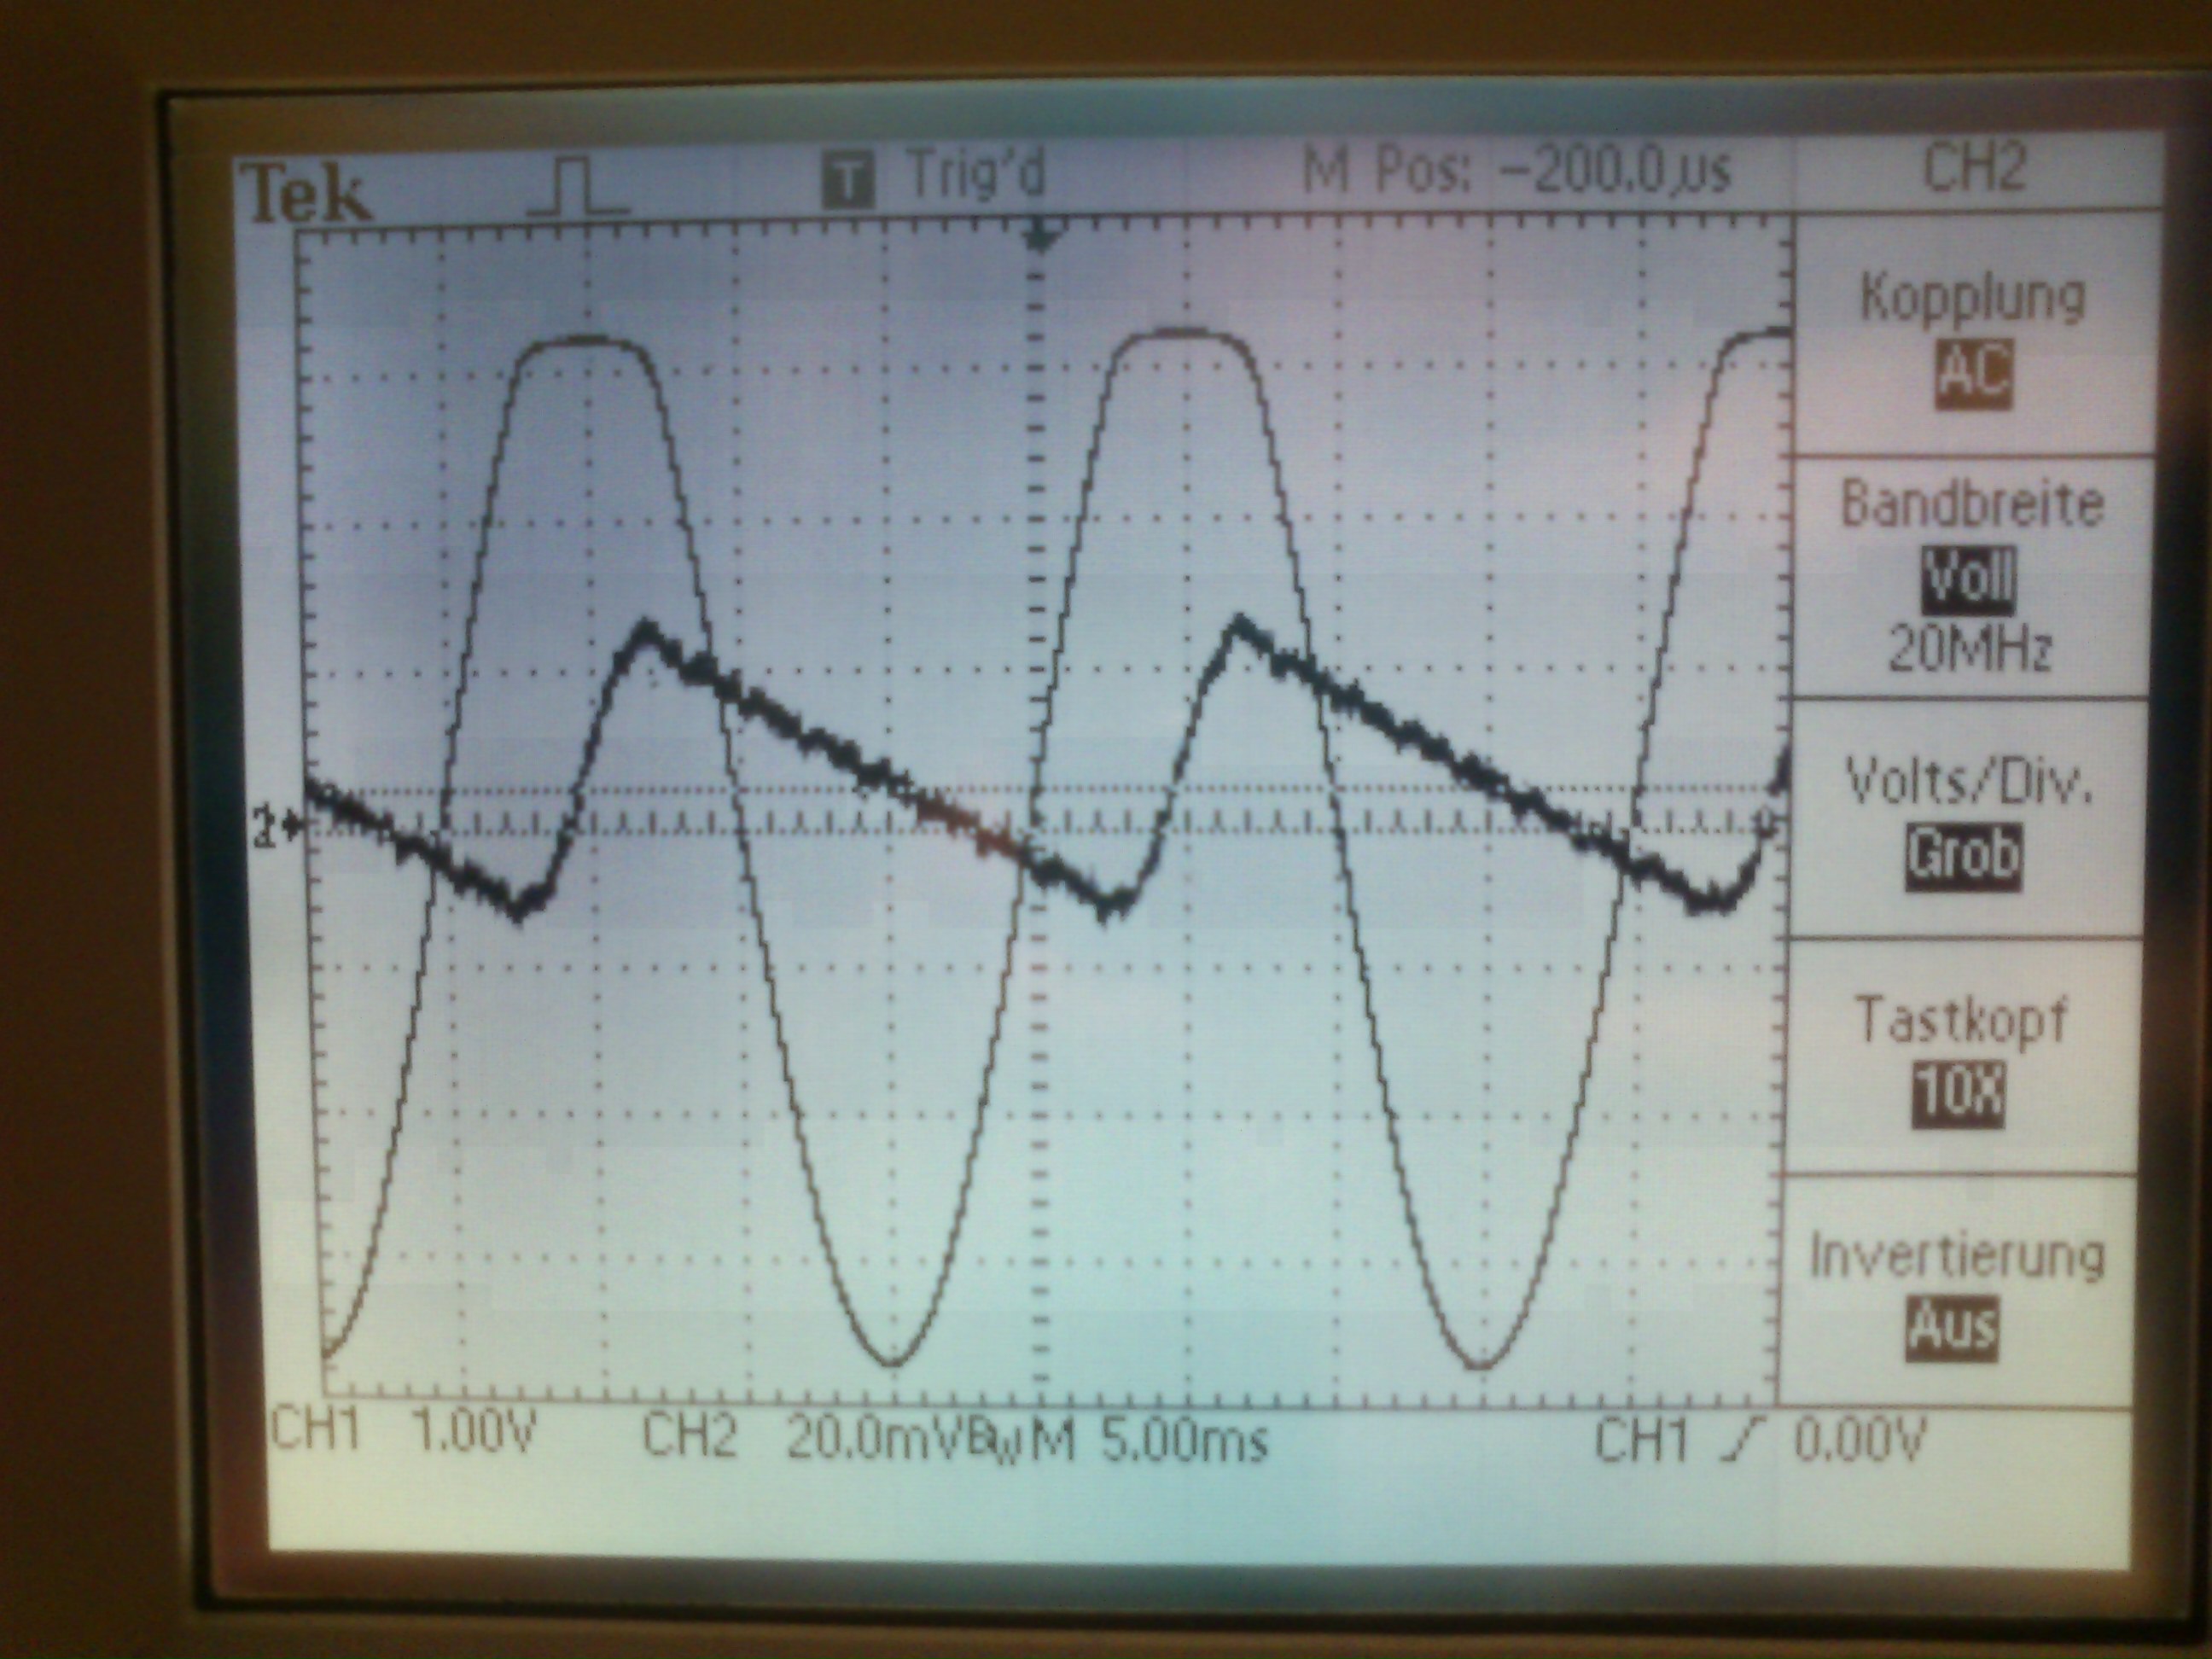 Tek T Trig'd M Pos: -200.0µs CH2
Kopplung
AC
Bandbreite
Voll
20MHz
Volts/Div.
Grob
Tastkopf
10X
Invertierung
Aus
CH1 1.00V CH2 20.0mVBW M 5.00ms CH1 0.00V